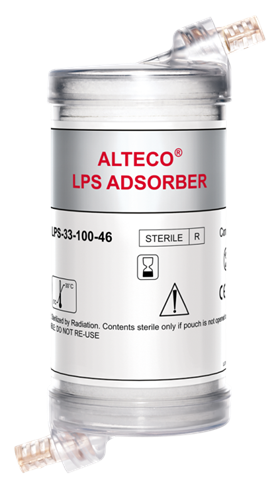 ALTECO®
LPS ADSORBER
LPS-33-100-46
STERILE R
Sterilized by Radiation. Contents sterile only if pouch is not opene
DO NOT RE-USE